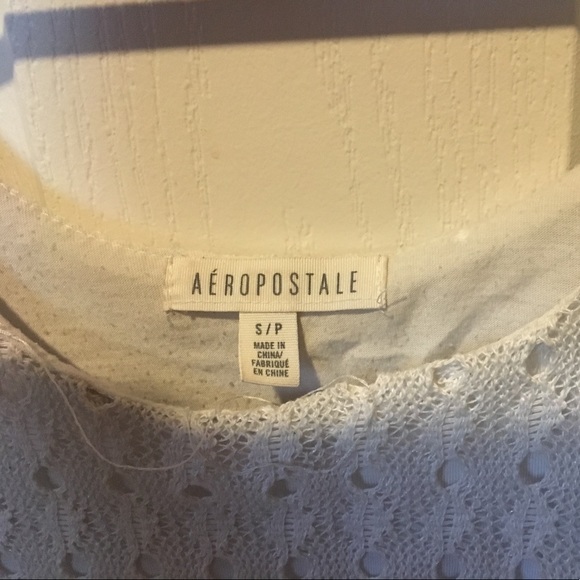 AÉROPOSTALE
S/P
MADE IN
CHINA/
FABRIQUÉ
EN CHINE